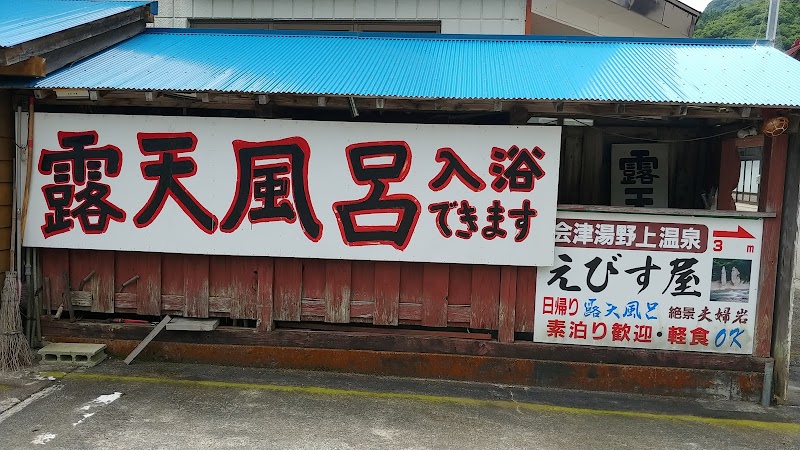 露天風呂入浴
できます
露天
会津湯野上温泉
3m
えびす屋
日帰り 露天風呂 絶景夫婦岩
素泊り歓迎・軽食OK